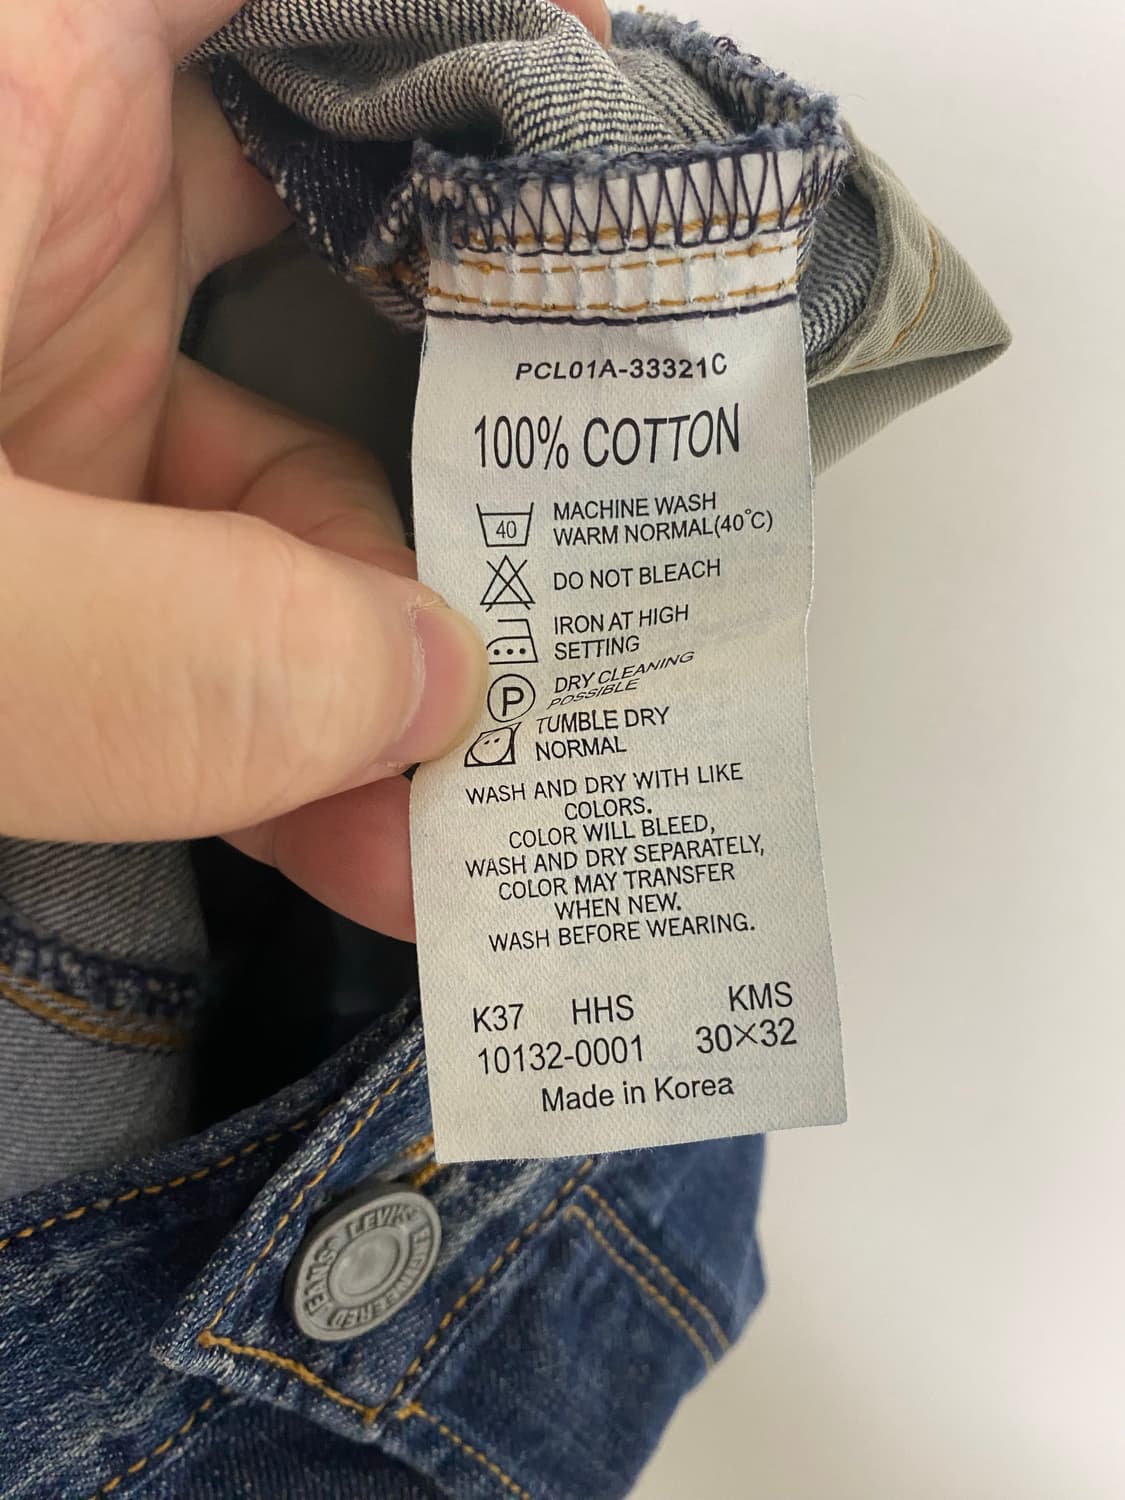 PCL01A-33321C
100% COTTON
40
MACHINE WASH
WARM NORMAL(40°C)
DO NOT BLEACH
IRON AT HIGH
SETTING
P
DRY CLEANING
POSSIBLE
TUMBLE DRY
NORMAL
WASH AND DRY WITH LIKE
COLORS.
COLOR WILL BLEED,
WASH AND DRY SEPARATELY,
COLOR MAY TRANSFER
WHEN NEW.
WASH BEFORE WEARING.
K37 HHS KMS
10132-0001 30×32
Made in Korea
LEVI'S ENGINEERED JEANS